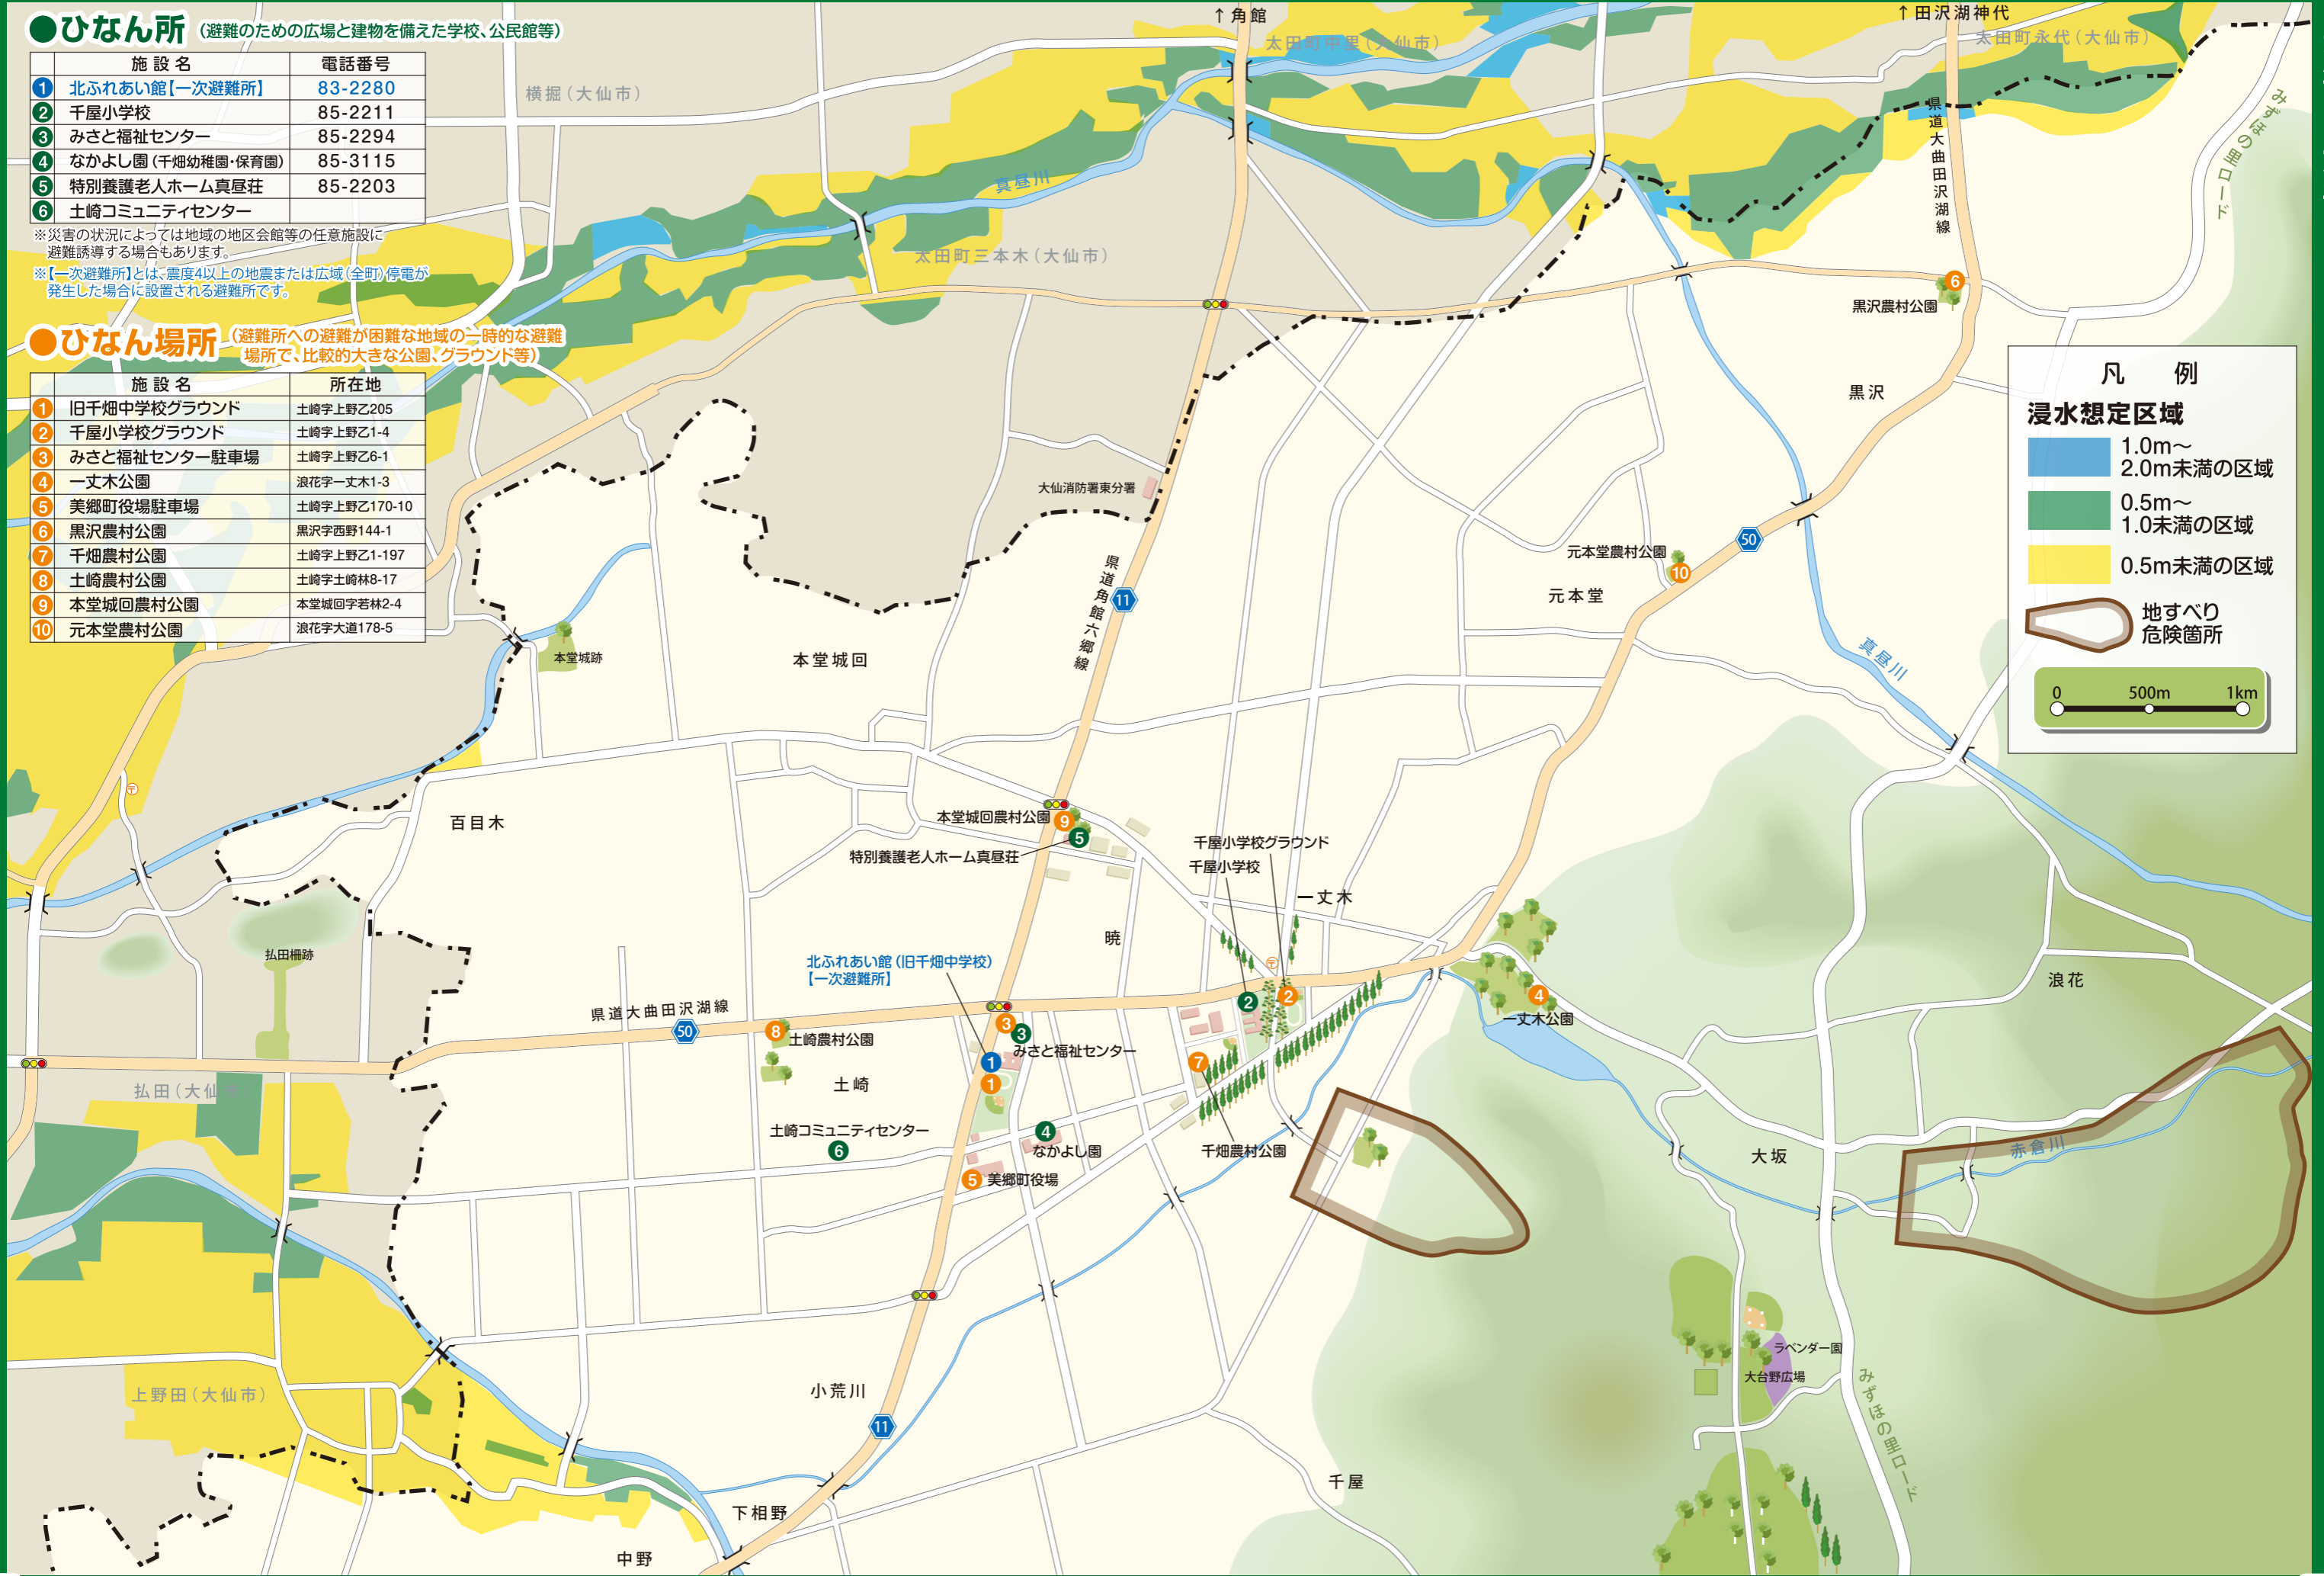 ●ひなん所（避難のための広場と建物を備えた学校、公民館等）
施設名 電話番号
1 北ふれあい館【一次避難所】 83-2280
2 千屋小学校 85-2211
3 みさと福祉センター 85-2294
4 なかよし園（千畑幼稚園・保育園） 85-3115
5 特別養護老人ホーム真昼荘 85-2203
6 土崎コミュニティセンター
※災害の状況によっては地域の地区会館等の任意施設に
避難誘導する場合もあります。
※【一次避難所】とは、震度4以上の地震または広域（全町）停電が
発生した場合に設置される避難所です。
●ひなん場所（避難所への避難が困難な地域の一時的な避難
場所で、比較的大きな公園、グラウンド等）
施設名 所在地
1 旧千畑中学校グラウンド 土崎字上野乙205
2 千屋小学校グラウンド 土崎字上野乙1-4
3 みさと福祉センター駐車場 土崎字上野乙6-1
4 一丈木公園 浪花字一丈木1-3
5 美郷町役場駐車場 土崎字上野乙170-10
6 黒沢農村公園 黒沢字西野144-1
7 千畑農村公園 土崎字上野乙1-197
8 土崎農村公園 土崎字土崎林8-17
9 本堂城回農村公園 本堂城回字若林2-4
10 元本堂農村公園 浪花字大道178-5
↑角館
↑田沢湖神代
太田町中里（大仙市）
太田町永代（大仙市）
横掘（大仙市）
真昼川
太田町三本木（大仙市）
県道大曲田沢湖線
みずほの里ロード
6
黒沢農村公園
黒沢
凡 例
浸水想定区域
1.0m～
2.0m未満の区域
0.5m～
1.0未満の区域
0.5m未満の区域
地すべり
危険箇所
0 500m 1km
大仙消防署東分署
県道角館六郷線
11
50
元本堂農村公園
10
元本堂
真昼川
本堂城跡
本堂城回
百目木
本堂城回農村公園
9
5
特別養護老人ホーム真昼荘
千屋小学校グラウンド
千屋小学校
一丈木
暁
払田柵跡
北ふれあい館（旧千畑中学校）
【一次避難所】
浪花
県道大曲田沢湖線
50
8
土崎農村公園
3
3
みさと福祉センター
1
1
2
2
4
一丈木公園
7
払田（大仙市）
土崎
土崎コミュニティセンター
6
4
なかよし園
千畑農村公園
5
美郷町役場
大坂
赤倉川
ラベンダー園
大台野広場
みずほの里ロード
上野田（大仙市）
小荒川
11
千屋
下相野
中野